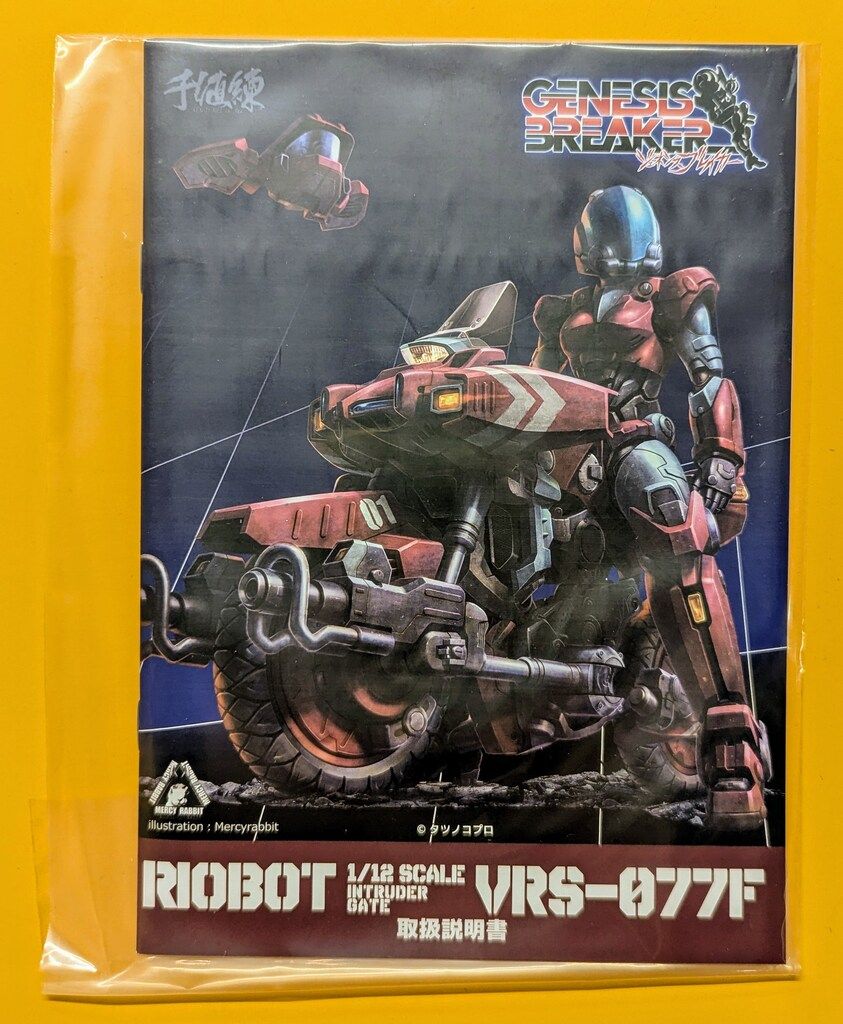 千値練
GENESIS
BREAKER
ジェネシスブレイカー
01
MERCY RABBIT
illustration : Mercyrabbit
© タツノコプロ
RIOBOT 1/12 SCALE INTRUDER GATE VRS-077F
取扱説明書